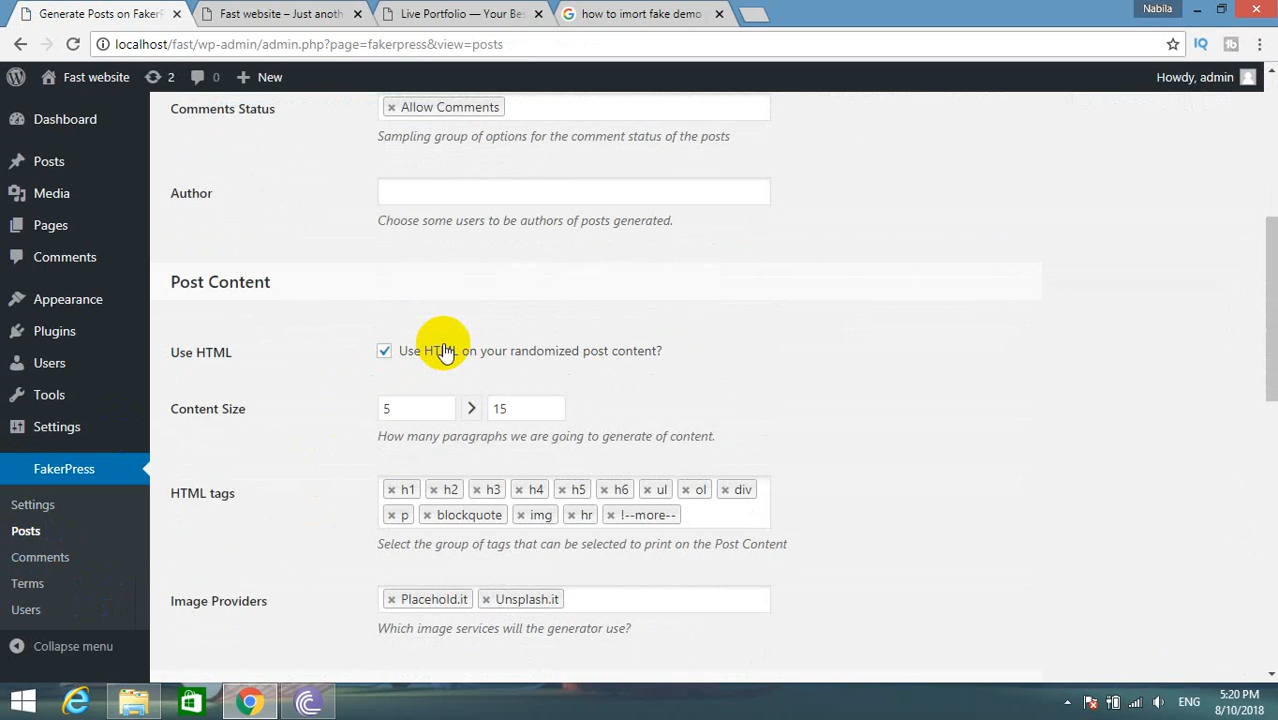 Generate Posts on FakerP
Fast website – Just anoth
Live Portfolio — Your Bes
how to imort fake demo
Nabila
localhost/fast/wp-admin/admin.php?page=fakerpress&view=posts
Fast website
2
0
New
Howdy, admin
Dashboard
Posts
Media
Pages
Comments
Appearance
Plugins
Users
Tools
Settings
FakerPress
Settings
Posts
Comments
Terms
Users
Collapse menu
Comments Status
× Allow Comments
Sampling group of options for the comment status of the posts
Author
Choose some users to be authors of posts generated.
Post Content
Use HTML
Use HTML on your randomized post content?
Content Size
5 > 15
How many paragraphs we are going to generate of content.
HTML tags
× h1 × h2 × h3 × h4 × h5 × h6 × ul × ol × div
× p × blockquote × img × hr × !--more--
Select the group of tags that can be selected to print on the Post Content
Image Providers
× Placehold.it × Unsplash.it
Which image services will the generator use?
ENG
5:20 PM
8/10/2018